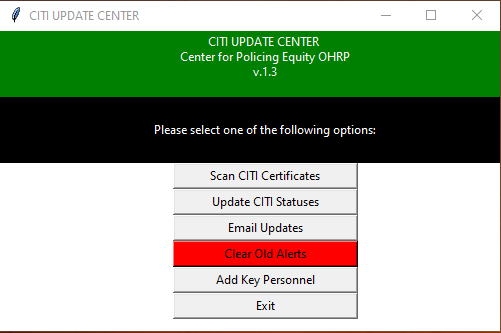 CITI UPDATE CENTER
CITI UPDATE CENTER
Center for Policing Equity OHRP
v.1.3
Please select one of the following options:
Scan CITI Certificates
Update CITI Statuses
Email Updates
Clear Old Alerts
Add Key Personnel
Exit